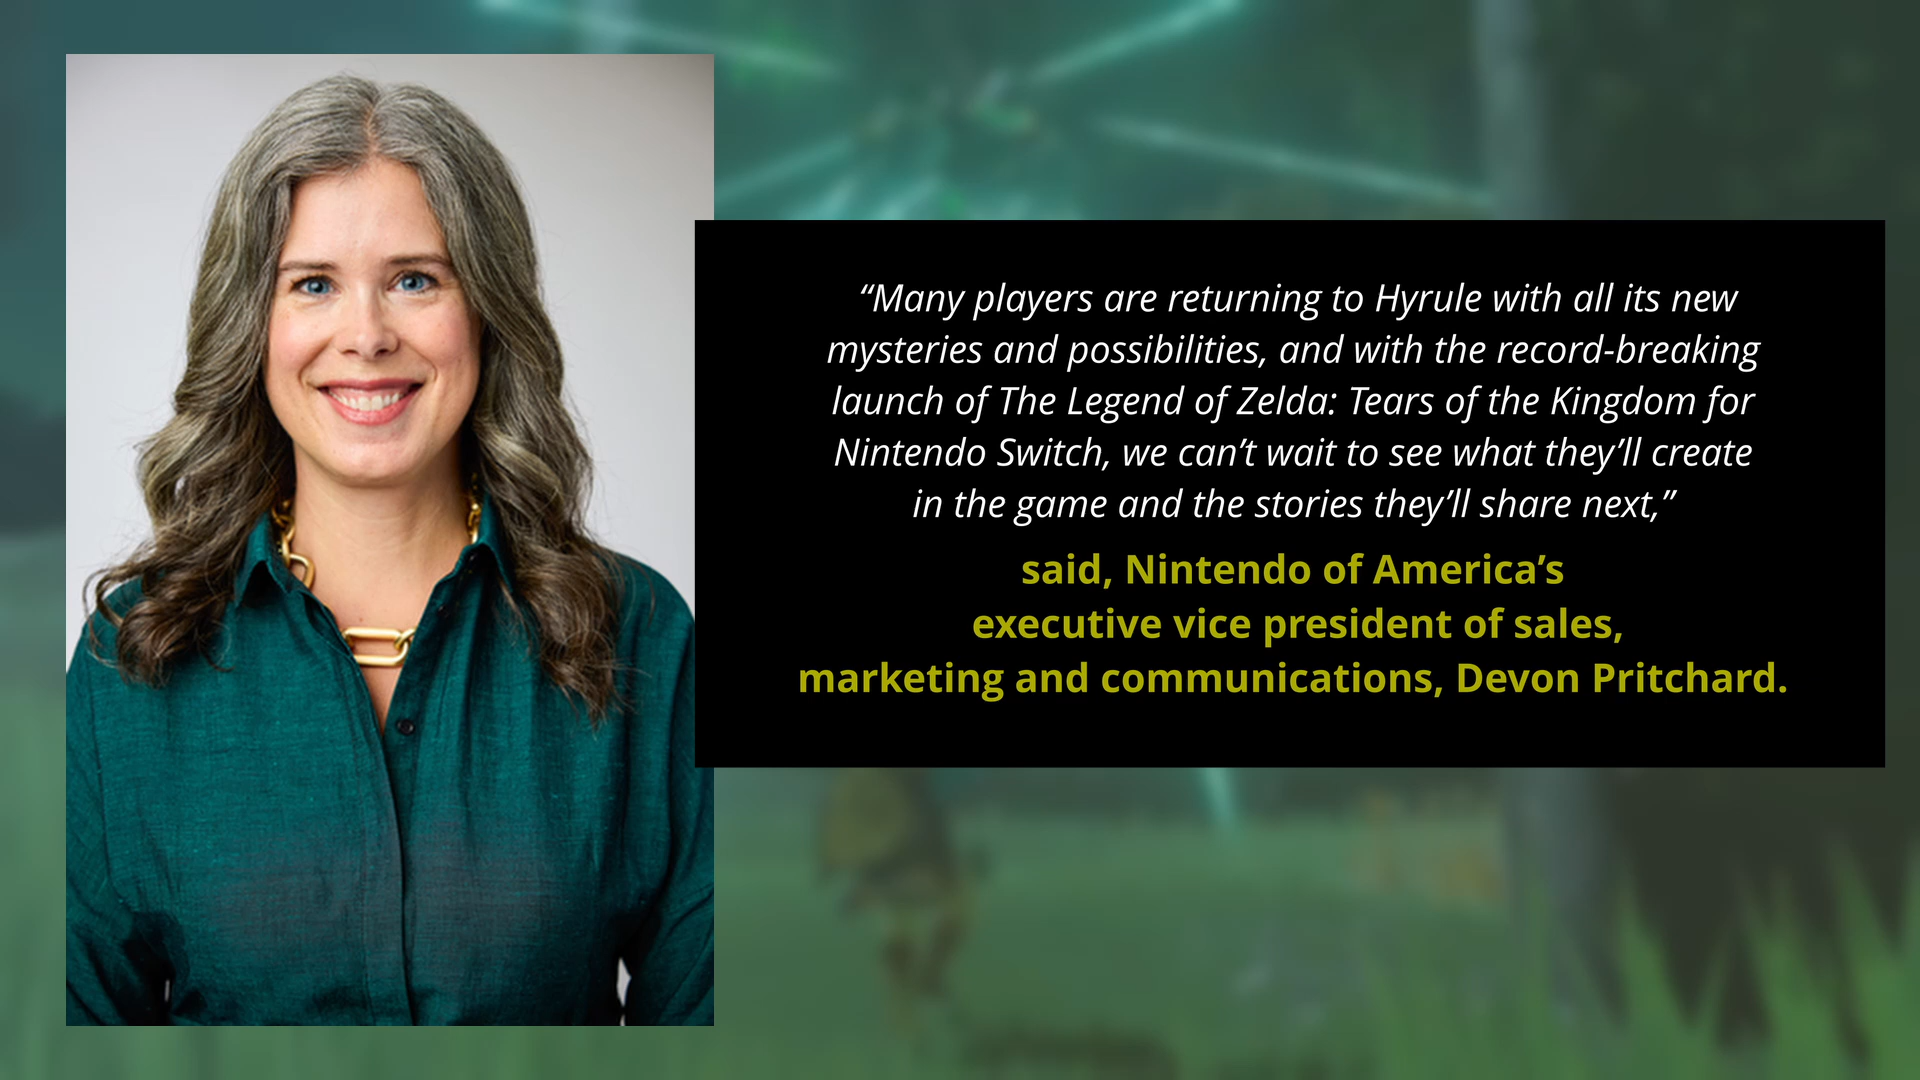 “Many players are returning to Hyrule with all its new
mysteries and possibilities, and with the record-breaking
launch of The Legend of Zelda: Tears of the Kingdom for
Nintendo Switch, we can’t wait to see what they’ll create
in the game and the stories they’ll share next,”
said, Nintendo of America’s
executive vice president of sales,
marketing and communications, Devon Pritchard.